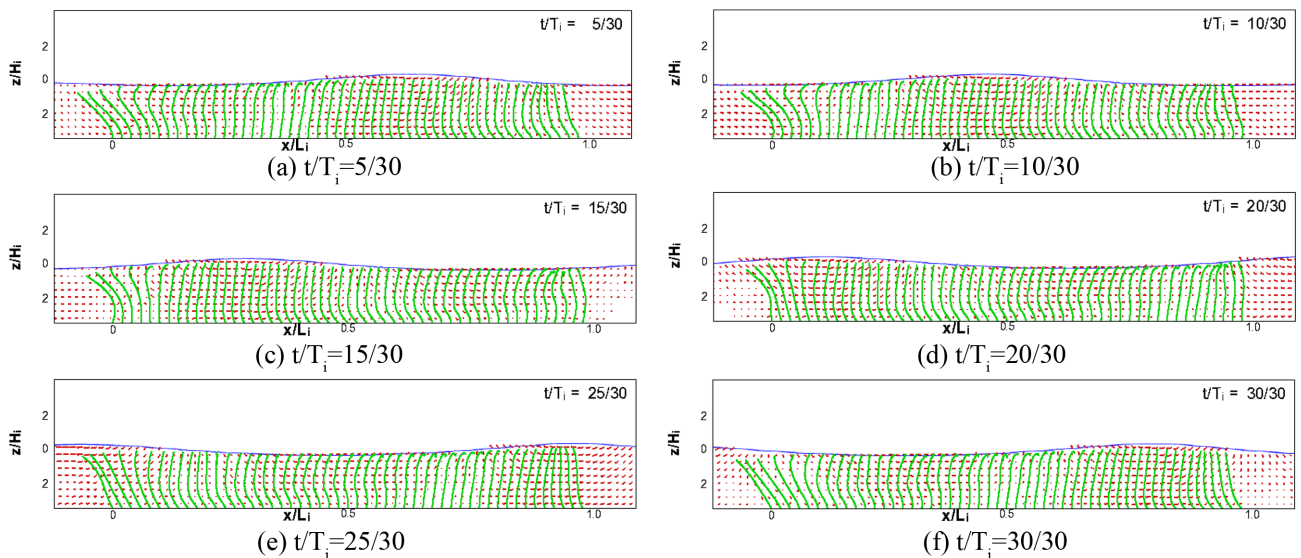 t/Tᵢ = 5/30
z/Hᵢ
2
0
2
0
0.5
1.0
x/Lᵢ
(a) t/Tᵢ=5/30
t/Tᵢ = 10/30
z/Hᵢ
2
0
2
0
0.5
1.0
x/Lᵢ
(b) t/Tᵢ=10/30
t/Tᵢ = 15/30
z/Hᵢ
2
0
2
0
0.5
1.0
x/Lᵢ
(c) t/Tᵢ=15/30
t/Tᵢ = 20/30
z/Hᵢ
2
0
2
0
0.5
1.0
x/Lᵢ
(d) t/Tᵢ=20/30
t/Tᵢ = 25/30
z/Hᵢ
2
0
2
0
0.5
1.0
x/Lᵢ
(e) t/Tᵢ=25/30
t/Tᵢ = 30/30
z/Hᵢ
2
0
2
0
0.5
1.0
x/Lᵢ
(f) t/Tᵢ=30/30